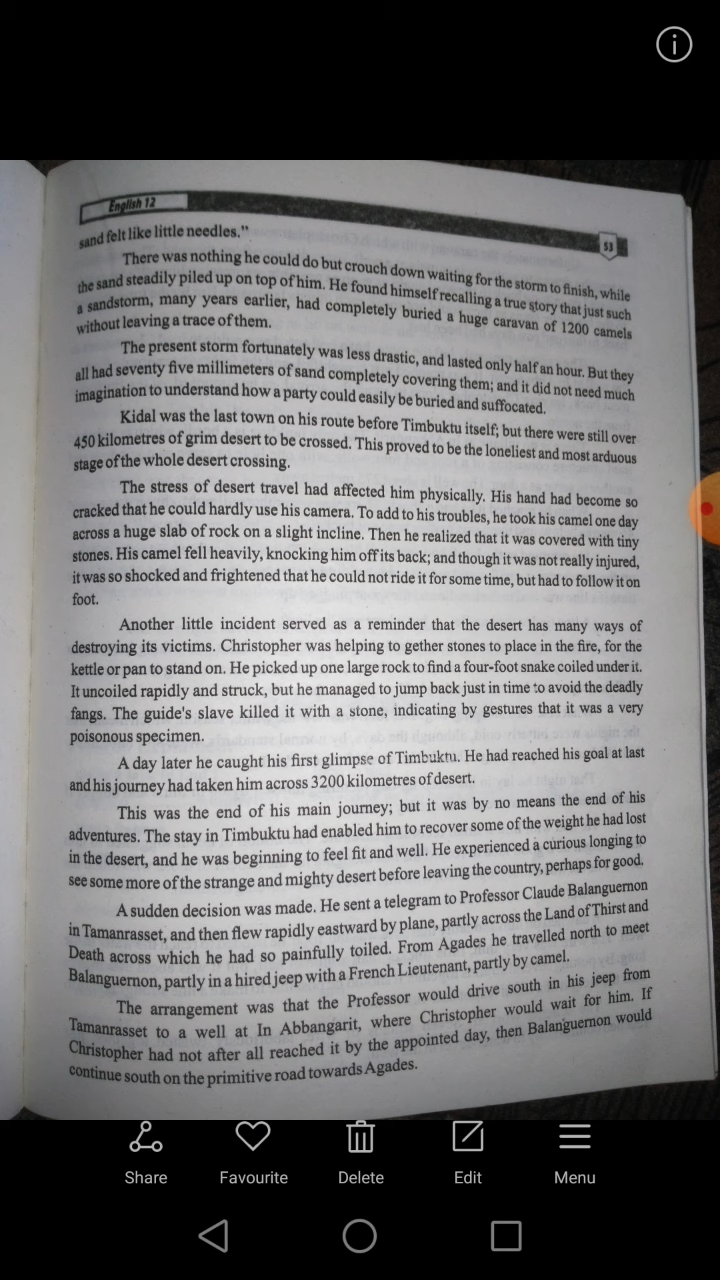 English 12
53
sand felt like little needles."
There was nothing he could do but crouch down waiting for the storm to finish, while
the sand steadily piled up on top of him. He found himself recalling a true story that just such
a sandstorm, many years earlier, had completely buried a huge caravan of 1200 camels
without leaving a trace of them.
The present storm fortunately was less drastic, and lasted only half an hour. But they
all had seventy five millimeters of sand completely covering them; and it did not need much
imagination to understand how a party could easily be buried and suffocated.
Kidal was the last town on his route before Timbuktu itself; but there were still over
450 kilometres of grim desert to be crossed. This proved to be the loneliest and most arduous
stage of the whole desert crossing.
The stress of desert travel had affected him physically. His hand had become so
cracked that he could hardly use his camera. To add to his troubles, he took his camel one day
across a huge slab of rock on a slight incline. Then he realized that it was covered with tiny
stones. His camel fell heavily, knocking him off its back; and though it was not really injured,
it was so shocked and frightened that he could not ride it for some time, but had to follow it on
foot.
Another little incident served as a reminder that the desert has many ways of
destroying its victims. Christopher was helping to gether stones to place in the fire, for the
kettle or pan to stand on. He picked up one large rock to find a four-foot snake coiled under it.
It uncoiled rapidly and struck, but he managed to jump back just in time to avoid the deadly
fangs. The guide's slave killed it with a stone, indicating by gestures that it was a very
poisonous specimen.
A day later he caught his first glimpse of Timbuktu. He had reached his goal at last
and his journey had taken him across 3200 kilometres of desert.
This was the end of his main journey; but it was by no means the end of his
adventures. The stay in Timbuktu had enabled him to recover some of the weight he had lost
in the desert, and he was beginning to feel fit and well. He experienced a curious longing to
see some more of the strange and mighty desert before leaving the country, perhaps for good.
A sudden decision was made. He sent a telegram to Professor Claude Balanguernon
in Tamanrasset, and then flew rapidly eastward by plane, partly across the Land of Thirst and
Death across which he had so painfully toiled. From Agades he travelled north to meet
Balanguernon, partly in a hired jeep with a French Lieutenant, partly by camel.
The arrangement was that the Professor would drive south in his jeep from
Tamanrasset to a well at In Abbangarit, where Christopher would wait for him. If
Christopher had not after all reached it by the appointed day, then Balanguernon would
continue south on the primitive road towards Agades.
Share
Favourite
Delete
Edit
Menu